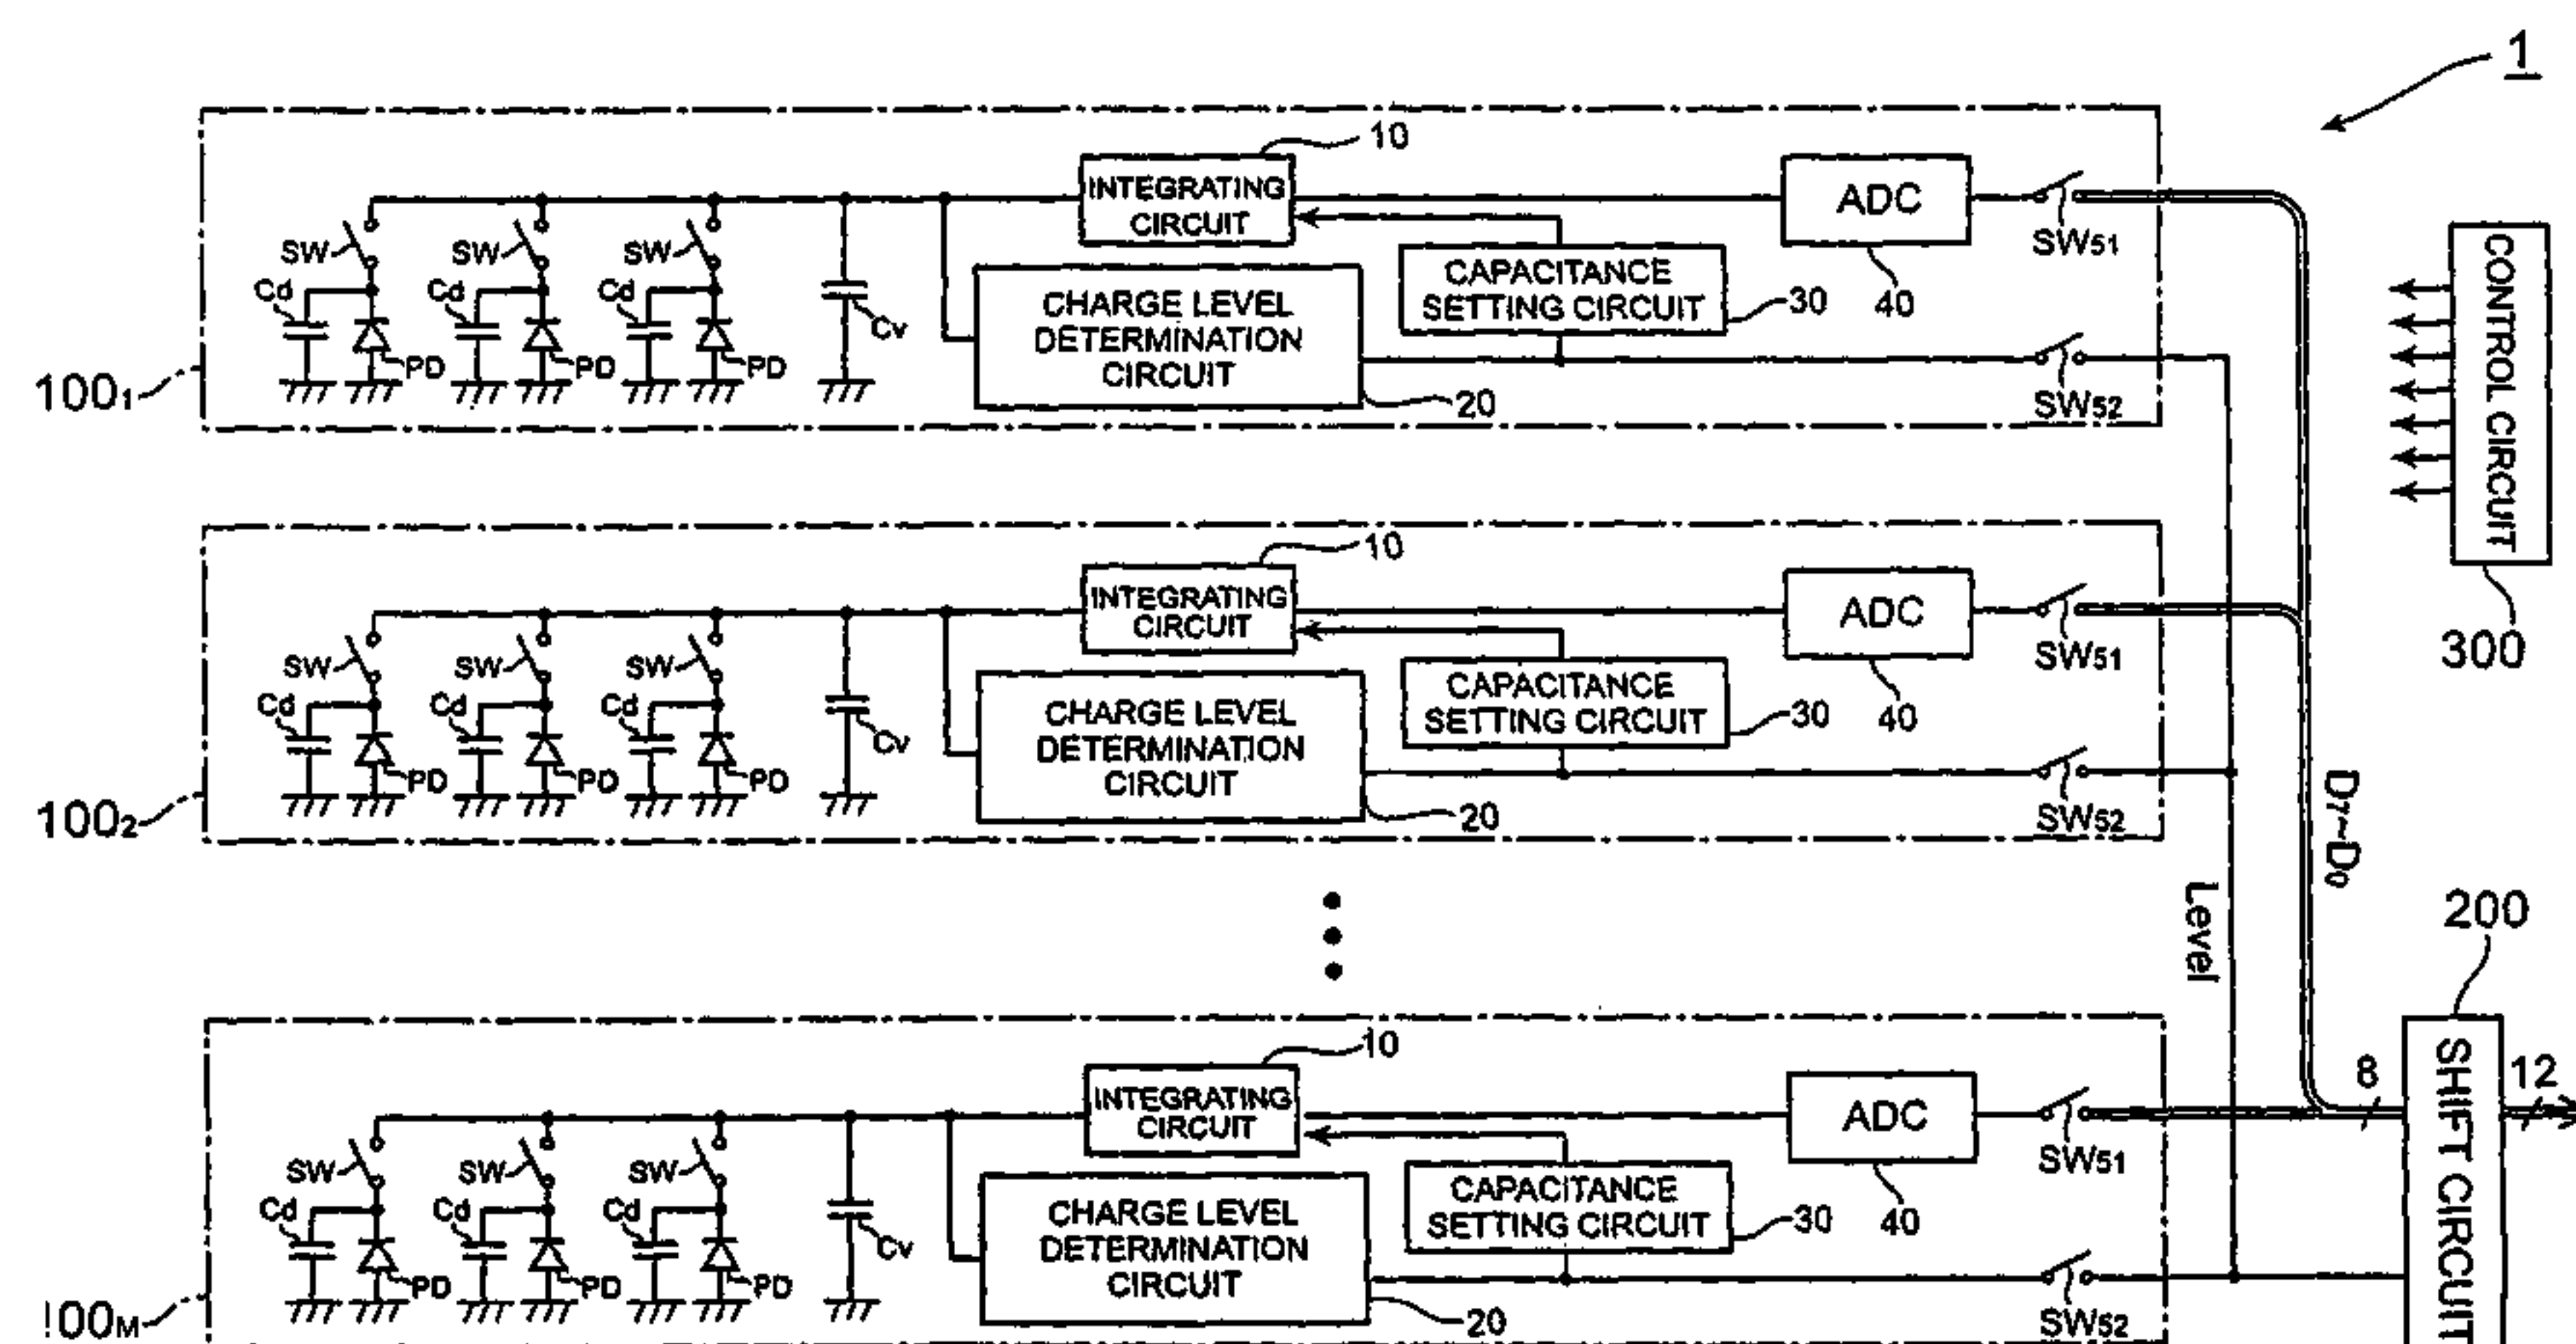 1
10
INTEGRATING
CIRCUIT
ADC
40
SW51
SW
SW
SW
Cd
Cd
Cd
PD
PD
PD
Cv
CHARGE LEVEL
DETERMINATION
CIRCUIT
20
CAPACITANCE
SETTING CIRCUIT
30
SW52
100₁
CONTROL CIRCUIT
300
10
INTEGRATING
CIRCUIT
ADC
40
SW51
SW
SW
SW
Cd
Cd
Cd
PD
PD
PD
Cv
CHARGE LEVEL
DETERMINATION
CIRCUIT
20
CAPACITANCE
SETTING CIRCUIT
30
SW52
100₂
D7~D0
Level
200
SHIFT CIRCUIT
8
12
10
INTEGRATING
CIRCUIT
ADC
40
SW51
SW
SW
SW
Cd
Cd
Cd
PD
PD
PD
Cv
CHARGE LEVEL
DETERMINATION
CIRCUIT
20
CAPACITANCE
SETTING CIRCUIT
30
SW52
100M